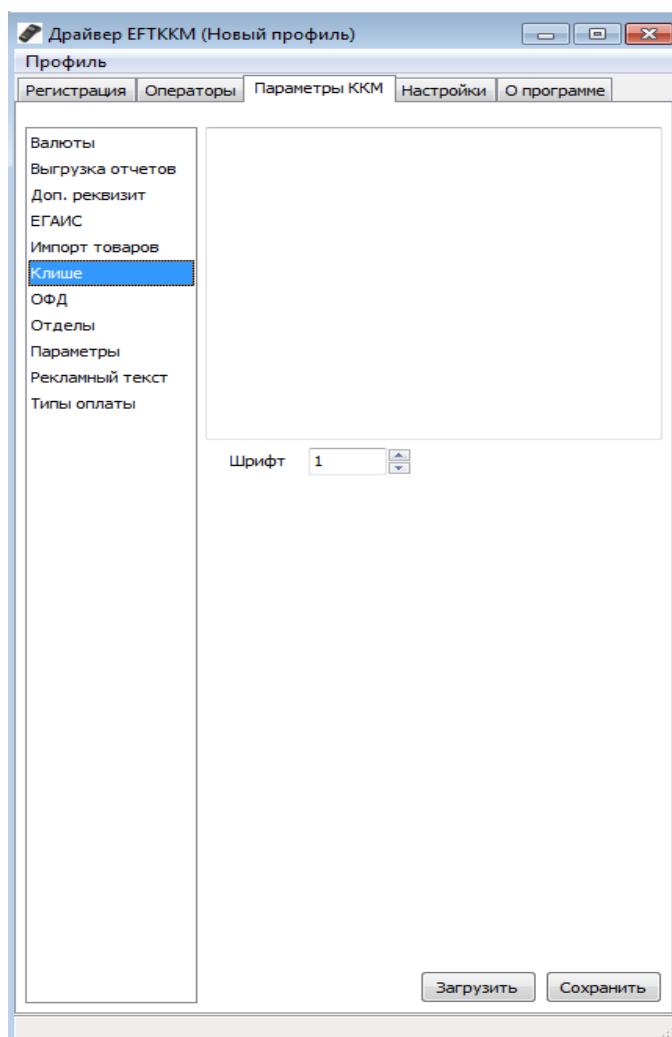 Драйвер EFTKKM (Новый профиль)
Профиль
Регистрация Операторы Параметры ККМ Настройки О программе
Валюты
Выгрузка отчетов
Доп. реквизит
ЕГАИС
Импорт товаров
Клише
ОФД
Отделы
Параметры
Рекламный текст
Типы оплаты
Шрифт 1
Загрузить Сохранить